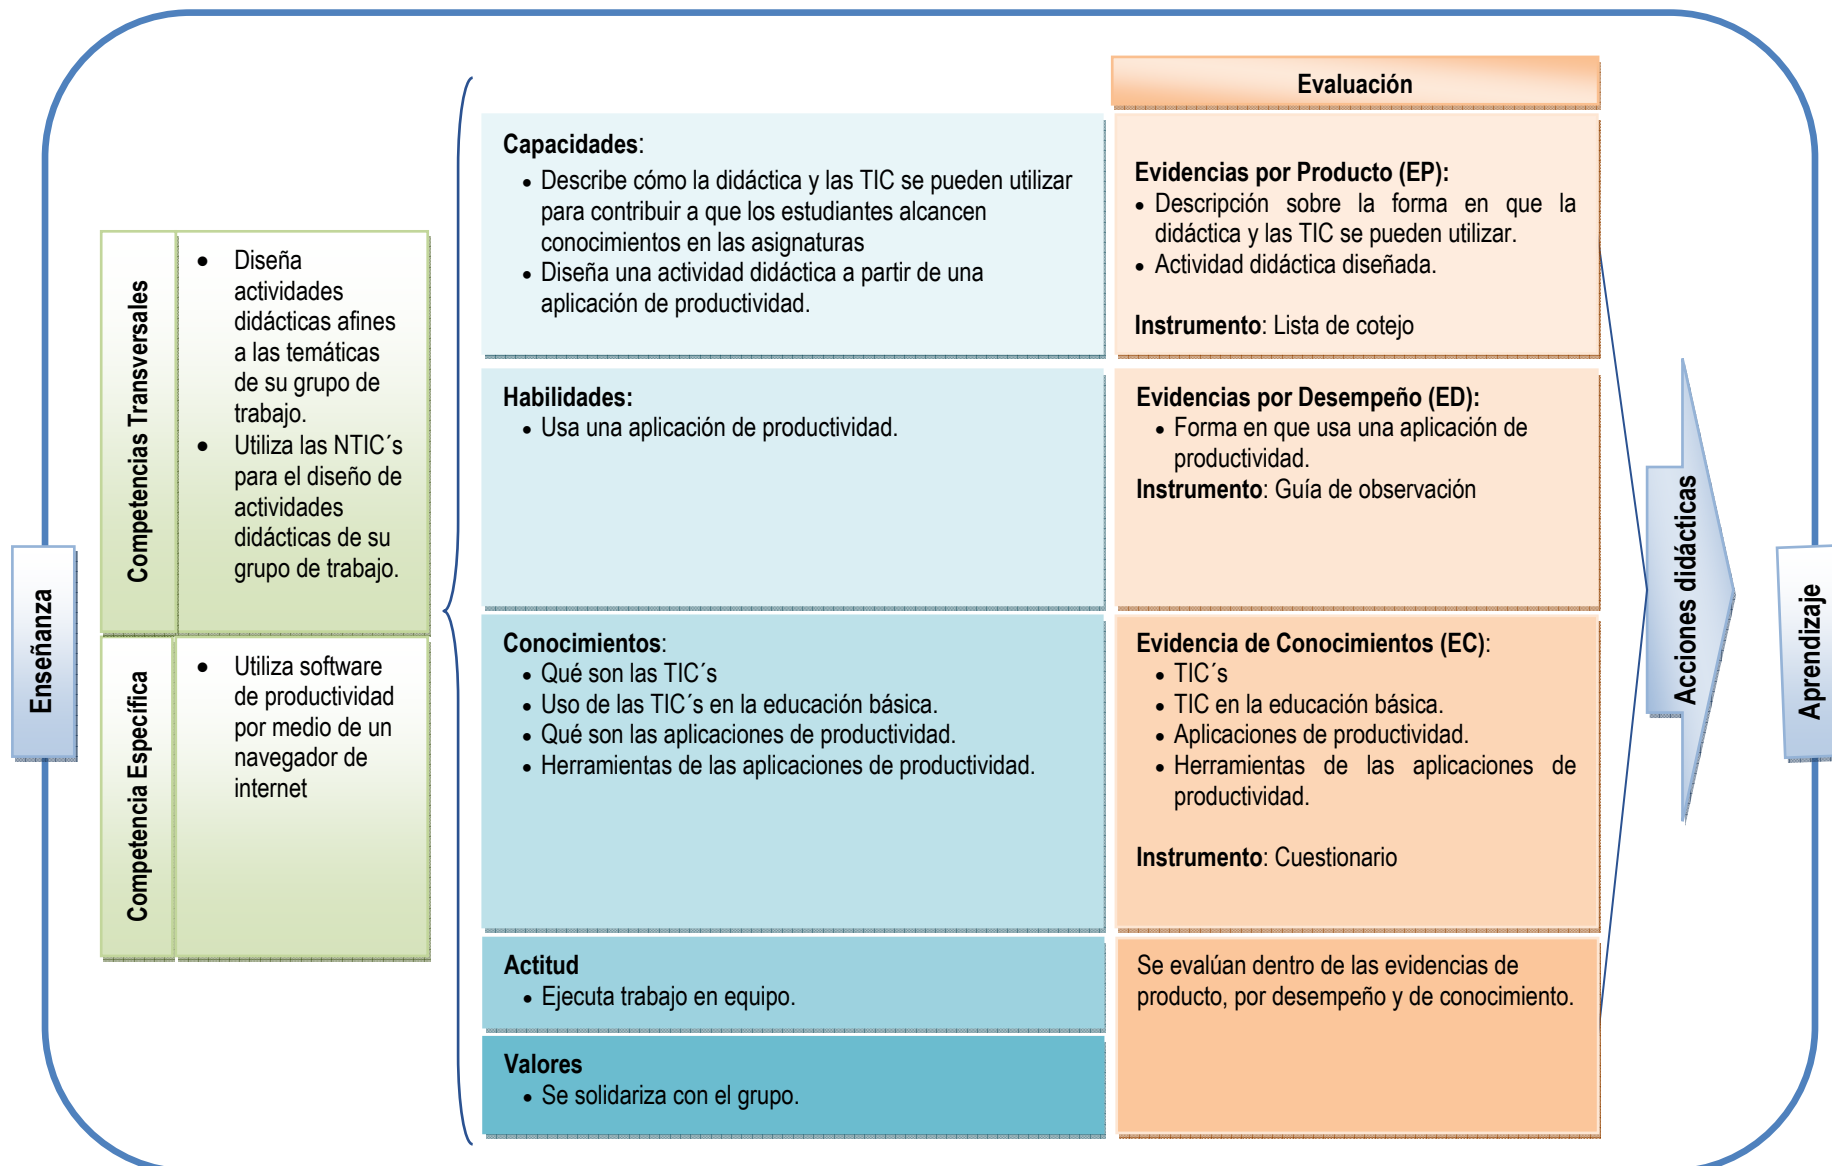 Enseñanza
Competencias Transversales
• Diseña
actividades
didácticas afines
a las temáticas
de su grupo de
trabajo.
• Utiliza las NTIC´s
para el diseño de
actividades
didácticas de su
grupo de trabajo.
Competencia Específica
• Utiliza software
de productividad
por medio de un
navegador de
internet
Capacidades:
• Describe cómo la didáctica y las TIC se pueden utilizar
para contribuir a que los estudiantes alcancen
conocimientos en las asignaturas
• Diseña una actividad didáctica a partir de una
aplicación de productividad.
Habilidades:
• Usa una aplicación de productividad.
Conocimientos:
• Qué son las TIC´s
• Uso de las TIC´s en la educación básica.
• Qué son las aplicaciones de productividad.
• Herramientas de las aplicaciones de productividad.
Actitud
• Ejecuta trabajo en equipo.
Valores
• Se solidariza con el grupo.
Evaluación
Evidencias por Producto (EP):
• Descripción sobre la forma en que la
didáctica y las TIC se pueden utilizar.
• Actividad didáctica diseñada.
Instrumento: Lista de cotejo
Evidencias por Desempeño (ED):
• Forma en que usa una aplicación de
productividad.
Instrumento: Guía de observación
Evidencia de Conocimientos (EC):
• TIC´s
• TIC en la educación básica.
• Aplicaciones de productividad.
• Herramientas de las aplicaciones de
productividad.
Instrumento: Cuestionario
Se evalúan dentro de las evidencias de
producto, por desempeño y de conocimiento.
Acciones didácticas
Aprendizaje